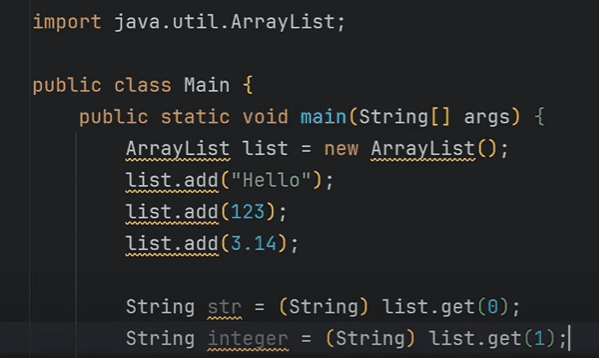 import java.util.ArrayList;
public class Main {
public static void main(String[] args) {
ArrayList list = new ArrayList();
list.add("Hello");
list.add(123);
list.add(3.14);
String str = (String) list.get(0);
String integer = (String) list.get(1);